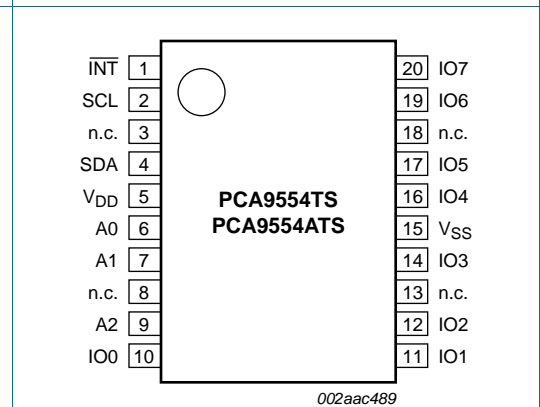 INT 1 20 IO7
SCL 2 19 IO6
n.c. 3 18 n.c.
SDA 4 17 IO5
VDD 5 16 IO4
PCA9554TS
A0 6 15 VSS
PCA9554ATS
A1 7 14 IO3
n.c. 8 13 n.c.
A2 9 12 IO2
IO0 10 11 IO1
002aac489